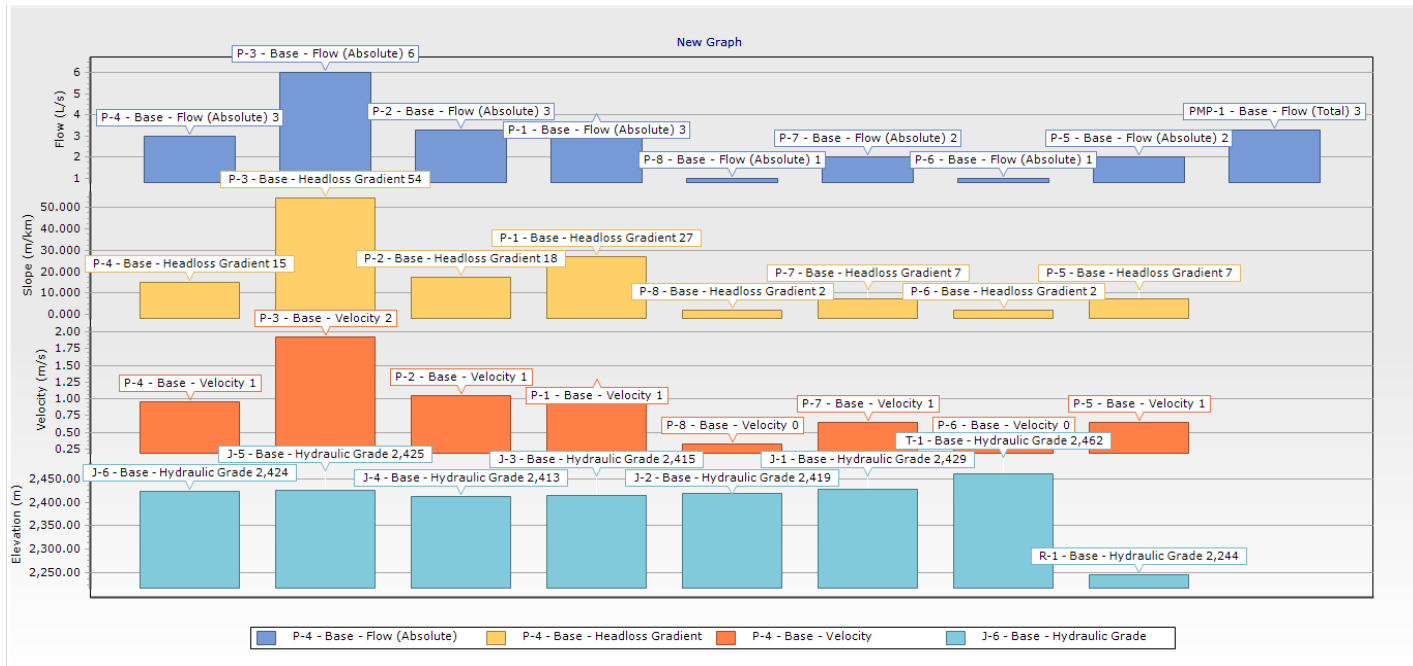 New Graph
P-3 - Base - Flow (Absolute) 6
P-4 - Base - Flow (Absolute) 3
P-2 - Base - Flow (Absolute) 3
P-1 - Base - Flow (Absolute) 3
P-8 - Base - Flow (Absolute) 1
P-7 - Base - Flow (Absolute) 2
P-6 - Base - Flow (Absolute) 1
P-5 - Base - Flow (Absolute) 2
PMP-1 - Base - Flow (Total) 3
Flow (L/s)
6
5
4
3
2
1
P-3 - Base - Headloss Gradient 54
P-4 - Base - Headloss Gradient 15
P-2 - Base - Headloss Gradient 18
P-1 - Base - Headloss Gradient 27
P-8 - Base - Headloss Gradient 2
P-7 - Base - Headloss Gradient 7
P-6 - Base - Headloss Gradient 2
P-5 - Base - Headloss Gradient 7
Slope (m/km)
50.000
40.000
30.000
20.000
10.000
0.000
P-3 - Base - Velocity 2
P-4 - Base - Velocity 1
P-2 - Base - Velocity 1
P-1 - Base - Velocity 1
P-8 - Base - Velocity 0
P-7 - Base - Velocity 1
P-6 - Base - Velocity 0
P-5 - Base - Velocity 1
Velocity (m/s)
2.00
1.75
1.50
1.25
1.00
0.75
0.50
0.25
J-6 - Base - Hydraulic Grade 2,424
J-5 - Base - Hydraulic Grade 2,425
J-4 - Base - Hydraulic Grade 2,413
J-3 - Base - Hydraulic Grade 2,415
J-2 - Base - Hydraulic Grade 2,419
J-1 - Base - Hydraulic Grade 2,429
T-1 - Base - Hydraulic Grade 2,462
R-1 - Base - Hydraulic Grade 2,244
Elevation (m)
2,450.00
2,400.00
2,350.00
2,300.00
2,250.00
P-4 - Base - Flow (Absolute)
P-4 - Base - Headloss Gradient
P-4 - Base - Velocity
J-6 - Base - Hydraulic Grade